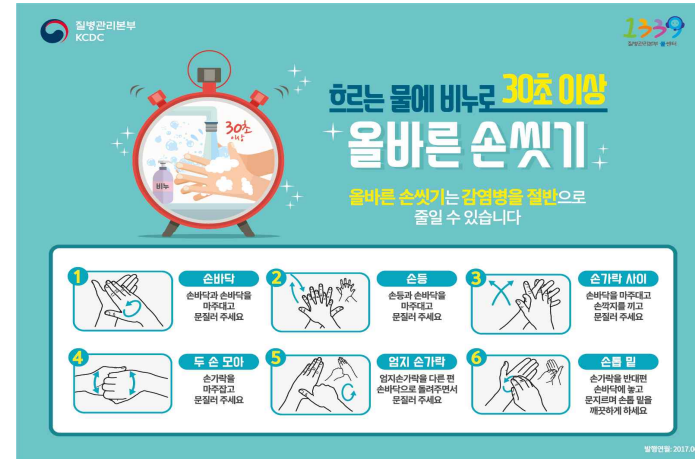 질병관리본부
KCDC
1339
질병관리본부 콜센터
30초
이상
비누
흐르는 물에 비누로 30초 이상
올바른 손씻기
올바른 손씻기는 감염병을 절반으로
줄일 수 있습니다
1
손바닥
손바닥과 손바닥을
마주대고
문질러 주세요
2
손등
손등과 손바닥을
마주대고
문질러 주세요
3
손가락 사이
손바닥을 마주대고
손깍지를 끼고
문질러 주세요
4
두 손 모아
손가락을
마주잡고
문질러 주세요
5
엄지 손가락
엄지손가락을 다른 편
손바닥으로 돌려주면서
문질러 주세요
6
손톱 밑
손가락을 반대편
손바닥에 놓고
문지르며 손톱 밑을
깨끗하게 하세요
발행연월: 2017.0